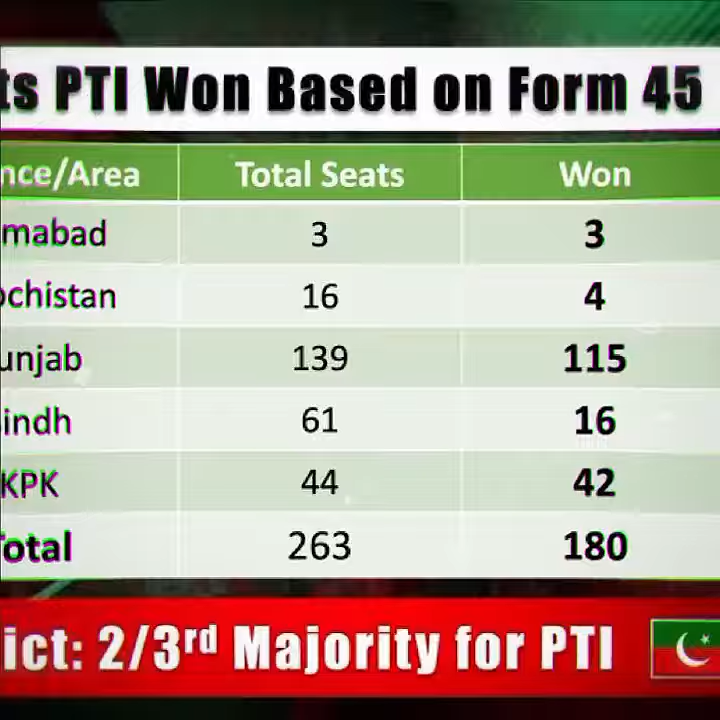 ts PTI Won Based on Form 45
nce/Area Total Seats Won
mabad 3 3
ochistan 16 4
unjab 139 115
indh 61 16
KPK 44 42
otal 263 180
ict: 2/3rd Majority for PTI